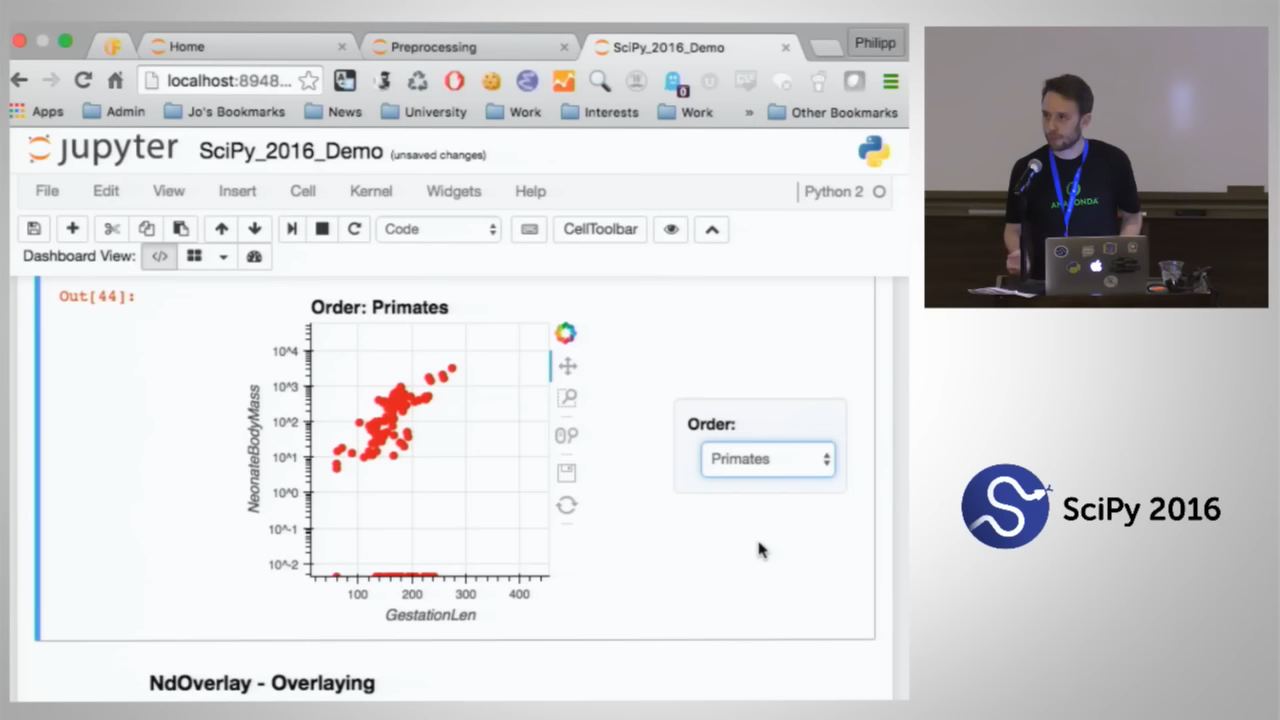 Home
Preprocessing
SciPy_2016_Demo
Philipp
localhost:8948...
0
Apps
Admin
Jo's Bookmarks
News
University
Work
Interests
Work
»
Other Bookmarks
jupyter
SciPy_2016_Demo (unsaved changes)
File
Edit
View
Insert
Cell
Kernel
Widgets
Help
Python 2
Code
CellToolbar
Dashboard View:
Out[44]:
Order: Primates
10^4
10^3
10^2
10^1
10^0
10^-1
10^-2
NeonateBodyMass
100
200
300
400
GestationLen
Order:
Primates
NdOverlay - Overlaying
ANACONDA
SciPy 2016